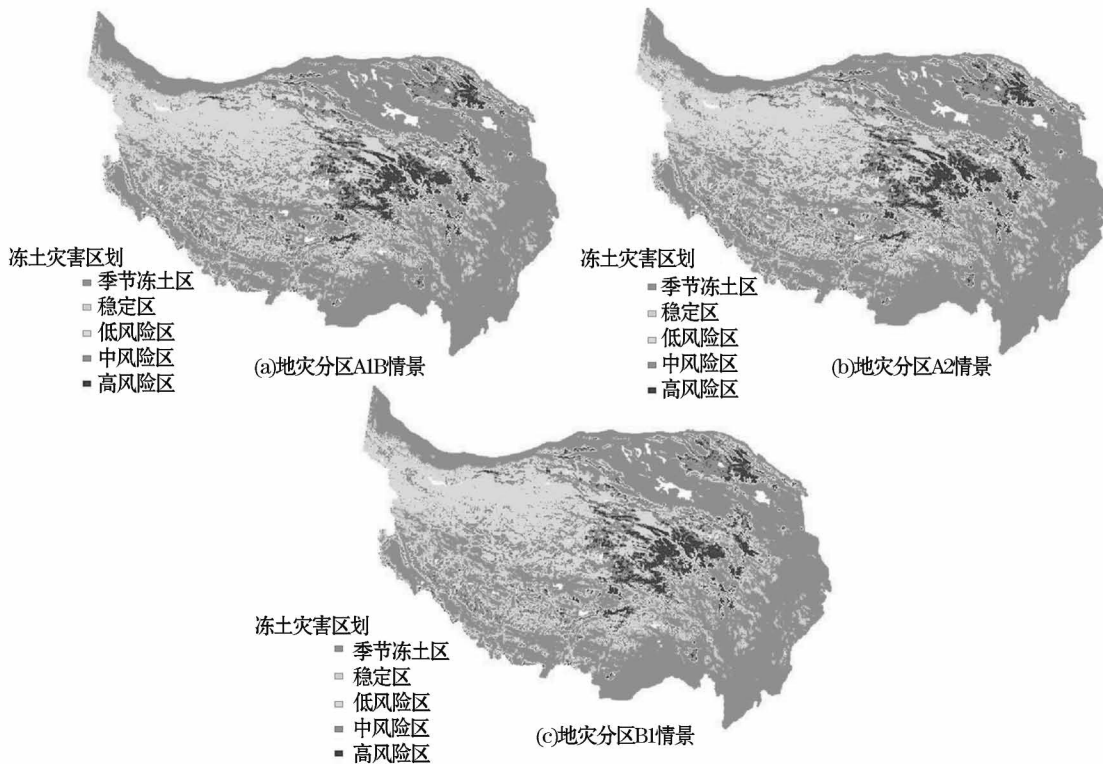 冻土灾害区划
季节冻土区
稳定区
低风险区
中风险区
高风险区
(a)地灾分区A1B情景
冻土灾害区划
季节冻土区
稳定区
低风险区
中风险区
高风险区
(b)地灾分区A2情景
冻土灾害区划
季节冻土区
稳定区
低风险区
中风险区
高风险区
(c)地灾分区B1情景